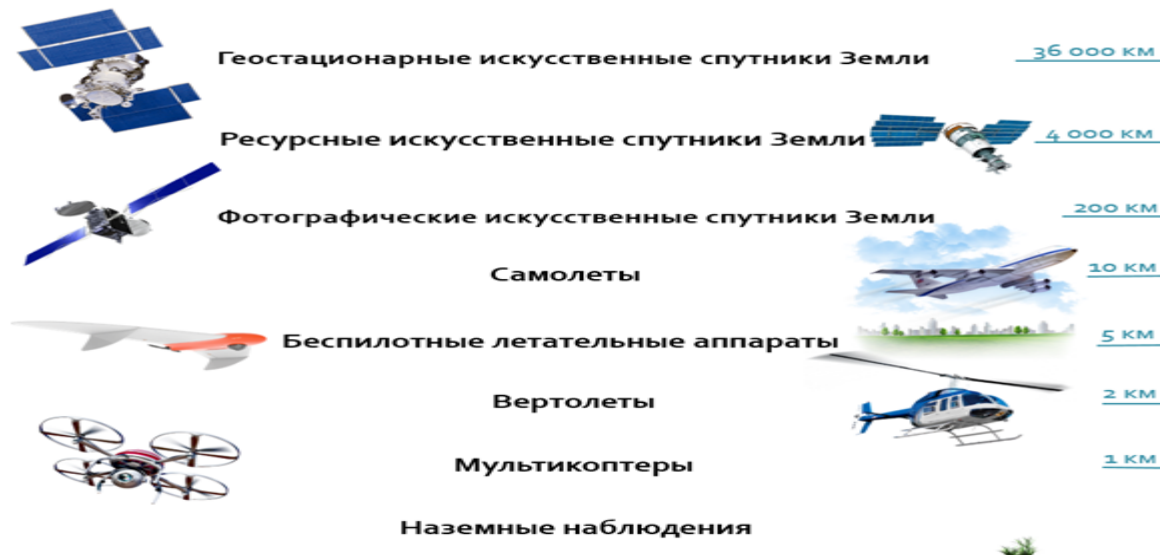 Геостационарные искусственные спутники Земли 36 000 км
Ресурсные искусственные спутники Земли 4 000 км
Фотографические искусственные спутники Земли 200 км
Самолеты 10 км
Беспилотные летательные аппараты 5 км
Вертолеты 2 км
Мультикоптеры 1 км
Наземные наблюдения